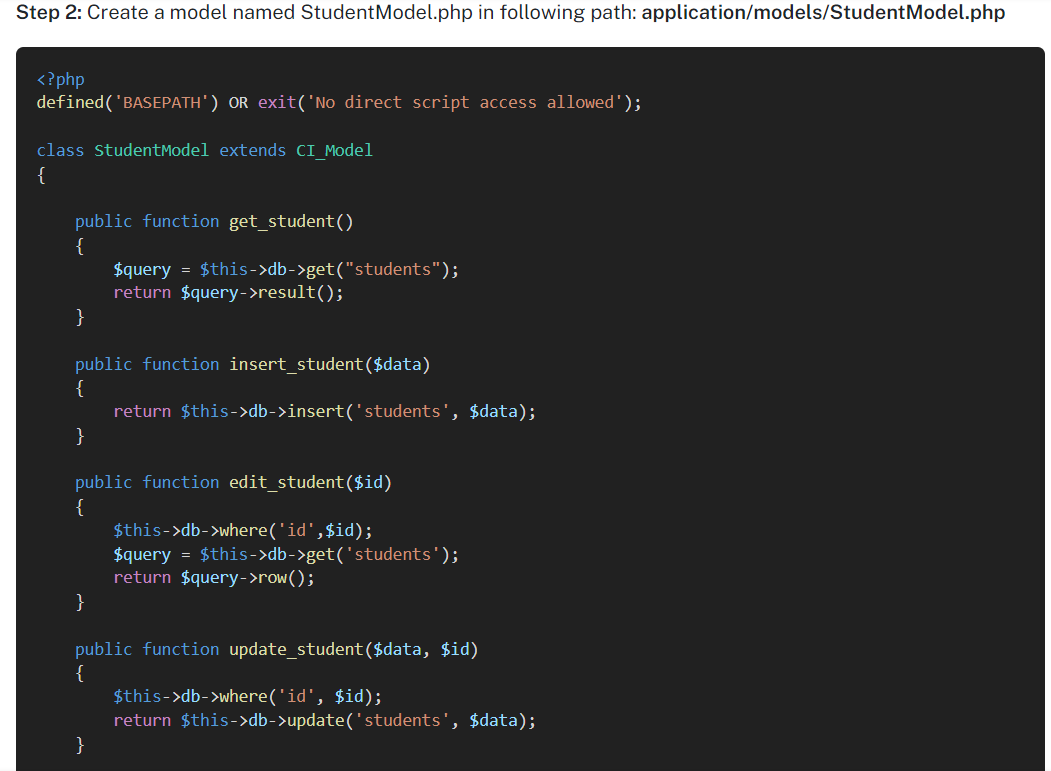 Step 2: Create a model named StudentModel.php in following path: application/models/StudentModel.php
<?php
defined('BASEPATH') OR exit('No direct script access allowed');
class StudentModel extends CI_Model
{
public function get_student()
{
$query = $this->db->get("students");
return $query->result();
}
public function insert_student($data)
{
return $this->db->insert('students', $data);
}
public function edit_student($id)
{
$this->db->where('id',$id);
$query = $this->db->get('students');
return $query->row();
}
public function update_student($data, $id)
{
$this->db->where('id', $id);
return $this->db->update('students', $data);
}